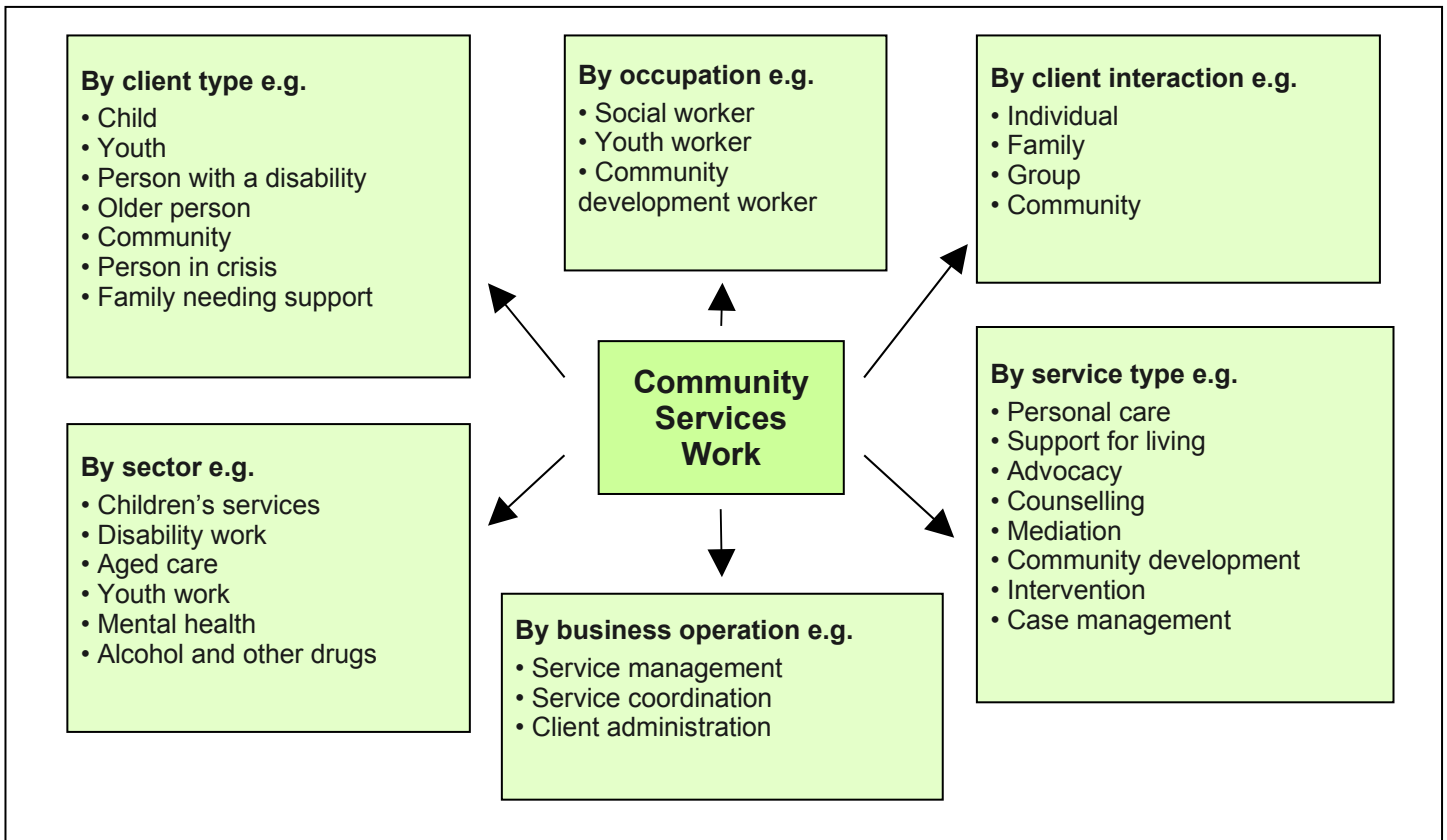 By client type e.g.
• Child
• Youth
• Person with a disability
• Older person
• Community
• Person in crisis
• Family needing support
By occupation e.g.
• Social worker
• Youth worker
• Community
development worker
By client interaction e.g.
• Individual
• Family
• Group
• Community
Community
Services
Work
By sector e.g.
• Children’s services
• Disability work
• Aged care
• Youth work
• Mental health
• Alcohol and other drugs
By business operation e.g.
• Service management
• Service coordination
• Client administration
By service type e.g.
• Personal care
• Support for living
• Advocacy
• Counselling
• Mediation
• Community development
• Intervention
• Case management